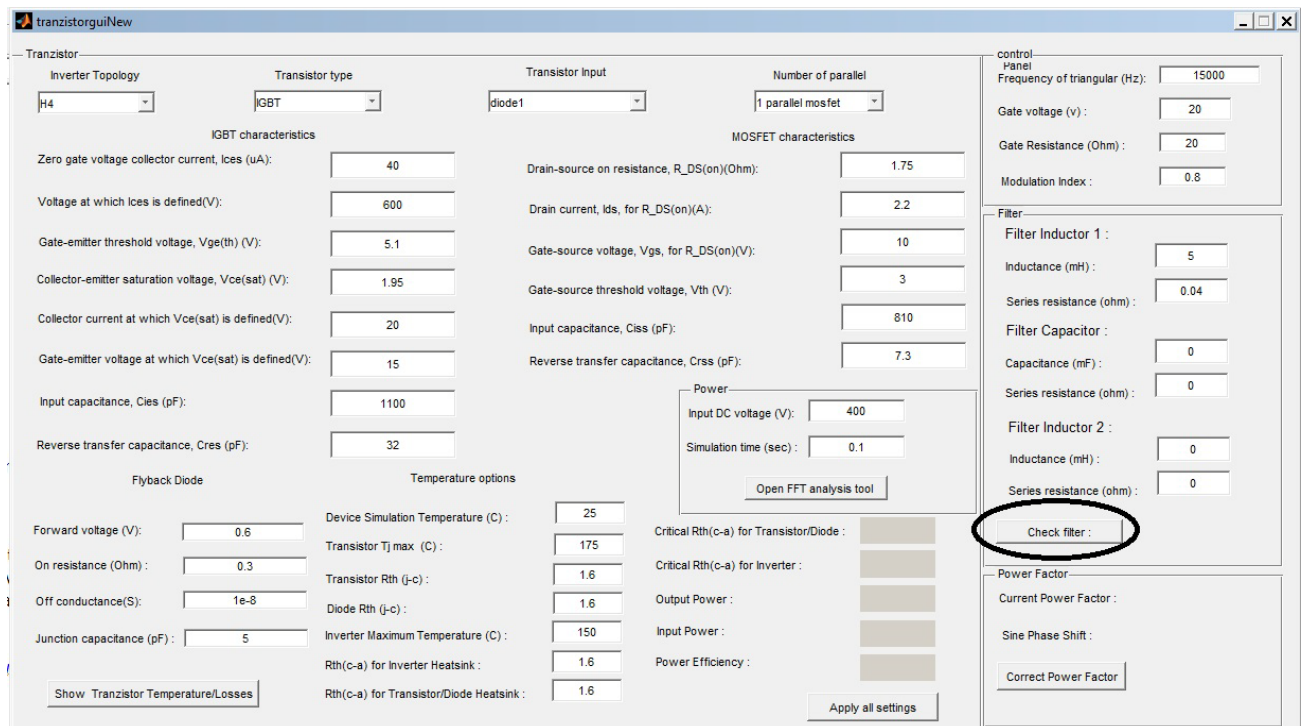 tranzistorguiNew
Tranzistor
Inverter Topology
Transistor type
Transistor Input
Number of parallel
H4
IGBT
diode1
1 parallel mosfet
IGBT characteristics
Zero gate voltage collector current, Ices (uA):
40
Voltage at which Ices is defined(V):
600
Gate-emitter threshold voltage, Vge(th) (V):
5.1
Collector-emitter saturation voltage, Vce(sat) (V):
1.95
Collector current at which Vce(sat) is defined(V):
20
Gate-emitter voltage at which Vce(sat) is defined(V):
15
Input capacitance, Cies (pF):
1100
Reverse transfer capacitance, Cres (pF):
32
MOSFET characteristics
Drain-source on resistance, R_DS(on)(Ohm):
1.75
Drain current, Ids, for R_DS(on)(A):
2.2
Gate-source voltage, Vgs, for R_DS(on)(V):
10
Gate-source threshold voltage, Vth (V):
3
Input capacitance, Ciss (pF):
810
Reverse transfer capacitance, Crss (pF):
7.3
Power
Input DC voltage (V):
400
Simulation time (sec) :
0.1
Open FFT analysis tool
Flyback Diode
Forward voltage (V):
0.6
On resistance (Ohm) :
0.3
Off conductance(S):
1e-8
Junction capacitance (pF) :
5
Show Tranzistor Temperature/Losses
Temperature options
Device Simulation Temperature (C) :
25
Transistor Tj max (C) :
175
Transistor Rth (j-c) :
1.6
Diode Rth (j-c) :
1.6
Inverter Maximum Temperature (C) :
150
Rth(c-a) for Inverter Heatsink :
1.6
Rth(c-a) for Transistor/Diode Heatsink :
1.6
Critical Rth(c-a) for Transistor/Diode :
Critical Rth(c-a) for Inverter :
Output Power :
Input Power :
Power Efficiency :
Apply all settings
control
Panel
Frequency of triangular (Hz):
15000
Gate voltage (v) :
20
Gate Resistance (Ohm) :
20
Modulation Index :
0.8
Filter
Filter Inductor 1 :
Inductance (mH) :
5
Series resistance (ohm) :
0.04
Filter Capacitor :
Capacitance (mF) :
0
Series resistance (ohm) :
0
Filter Inductor 2 :
Inductance (mH) :
0
Series resistance (ohm) :
0
Check filter :
Power Factor
Current Power Factor :
Sine Phase Shift :
Correct Power Factor